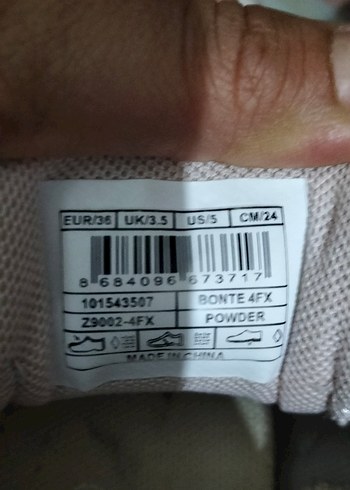 EUR/36 UK/3.5 US/5 CM/24
8 684096 673717
101543507 BONTE 4FX
Z9002-4FX POWDER
MADE IN CHINA